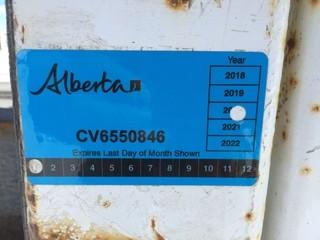 Alberta
Year
2018
2019
2021
2022
CV6550846
Expires Last Day of Month Shown
2 3 4 5 6 7 8 9 10 11 12